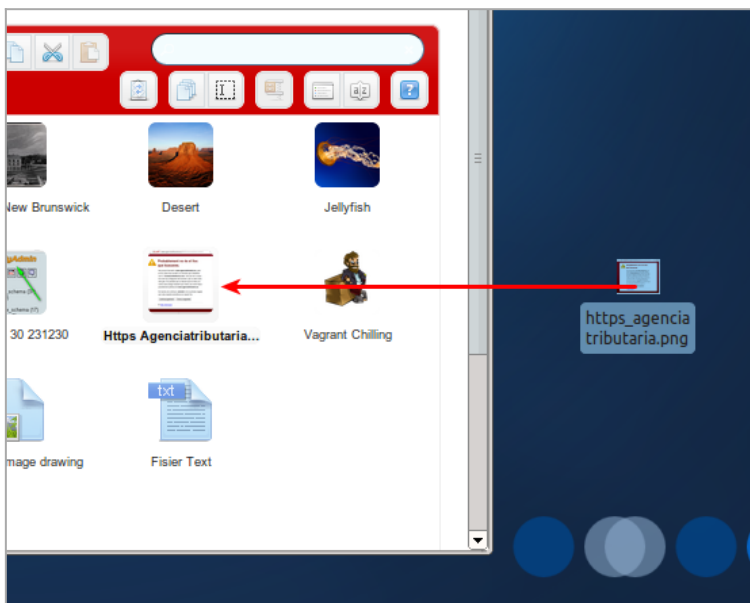 a z
?
New Brunswick
Desert
Jellyfish
30 231230
Https Agenciatributaria...
Vagrant Chilling
txt
mage drawing
Fisier Text
https_agencia
tributaria.png